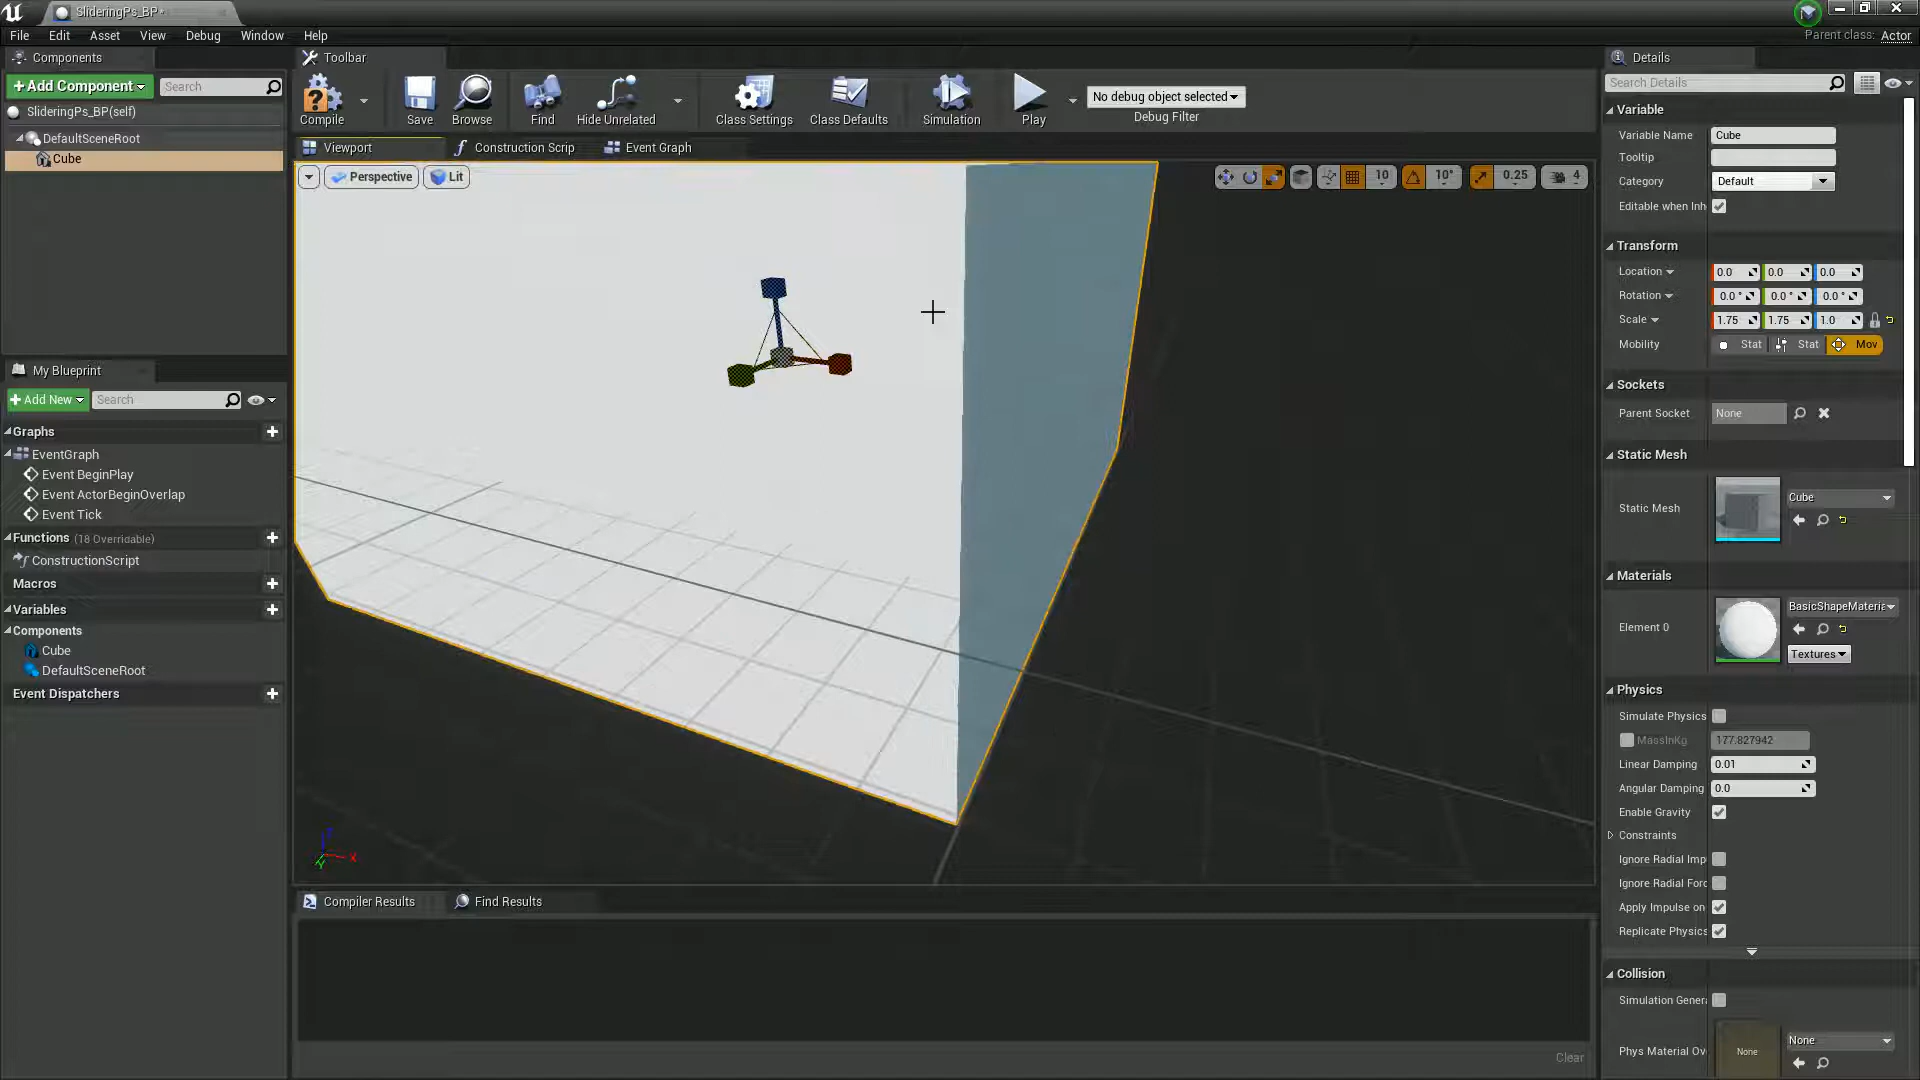 SlideringPs_BP*
File Edit Asset View Debug Window Help
Parent class: Actor
Components
+Add Component
Search
SlideringPs_BP(self)
DefaultSceneRoot
Cube
My Blueprint
+Add New
Search
Graphs
EventGraph
Event BeginPlay
Event ActorBeginOverlap
Event Tick
Functions (18 Overridable)
ConstructionScript
Macros
Variables
Components
Cube
DefaultSceneRoot
Event Dispatchers
Toolbar
Compile
Save
Browse
Find
Hide Unrelated
Class Settings
Class Defaults
Simulation
Play
No debug object selected
Debug Filter
Viewport
Construction Scrip
Event Graph
Perspective
Lit
10
10°
0.25
4
Z
X
Y
Compiler Results
Find Results
Clear
Details
Search Details
Variable
Variable Name Cube
Tooltip
Category Default
Editable when Inh
Transform
Location 0.0 0.0 0.0
Rotation 0.0 ° 0.0 ° 0.0 °
Scale 1.75 1.75 1.0
Mobility Stat Stat Mov
Sockets
Parent Socket None
Static Mesh
Static Mesh Cube
Materials
Element 0 BasicShapeMateria
Textures
Physics
Simulate Physics
MassInKg 177.827942
Linear Damping 0.01
Angular Damping 0.0
Enable Gravity
Constraints
Ignore Radial Imp
Ignore Radial Forc
Apply Impulse on
Replicate Physics
Collision
Simulation Genera
Phys Material Ov None None